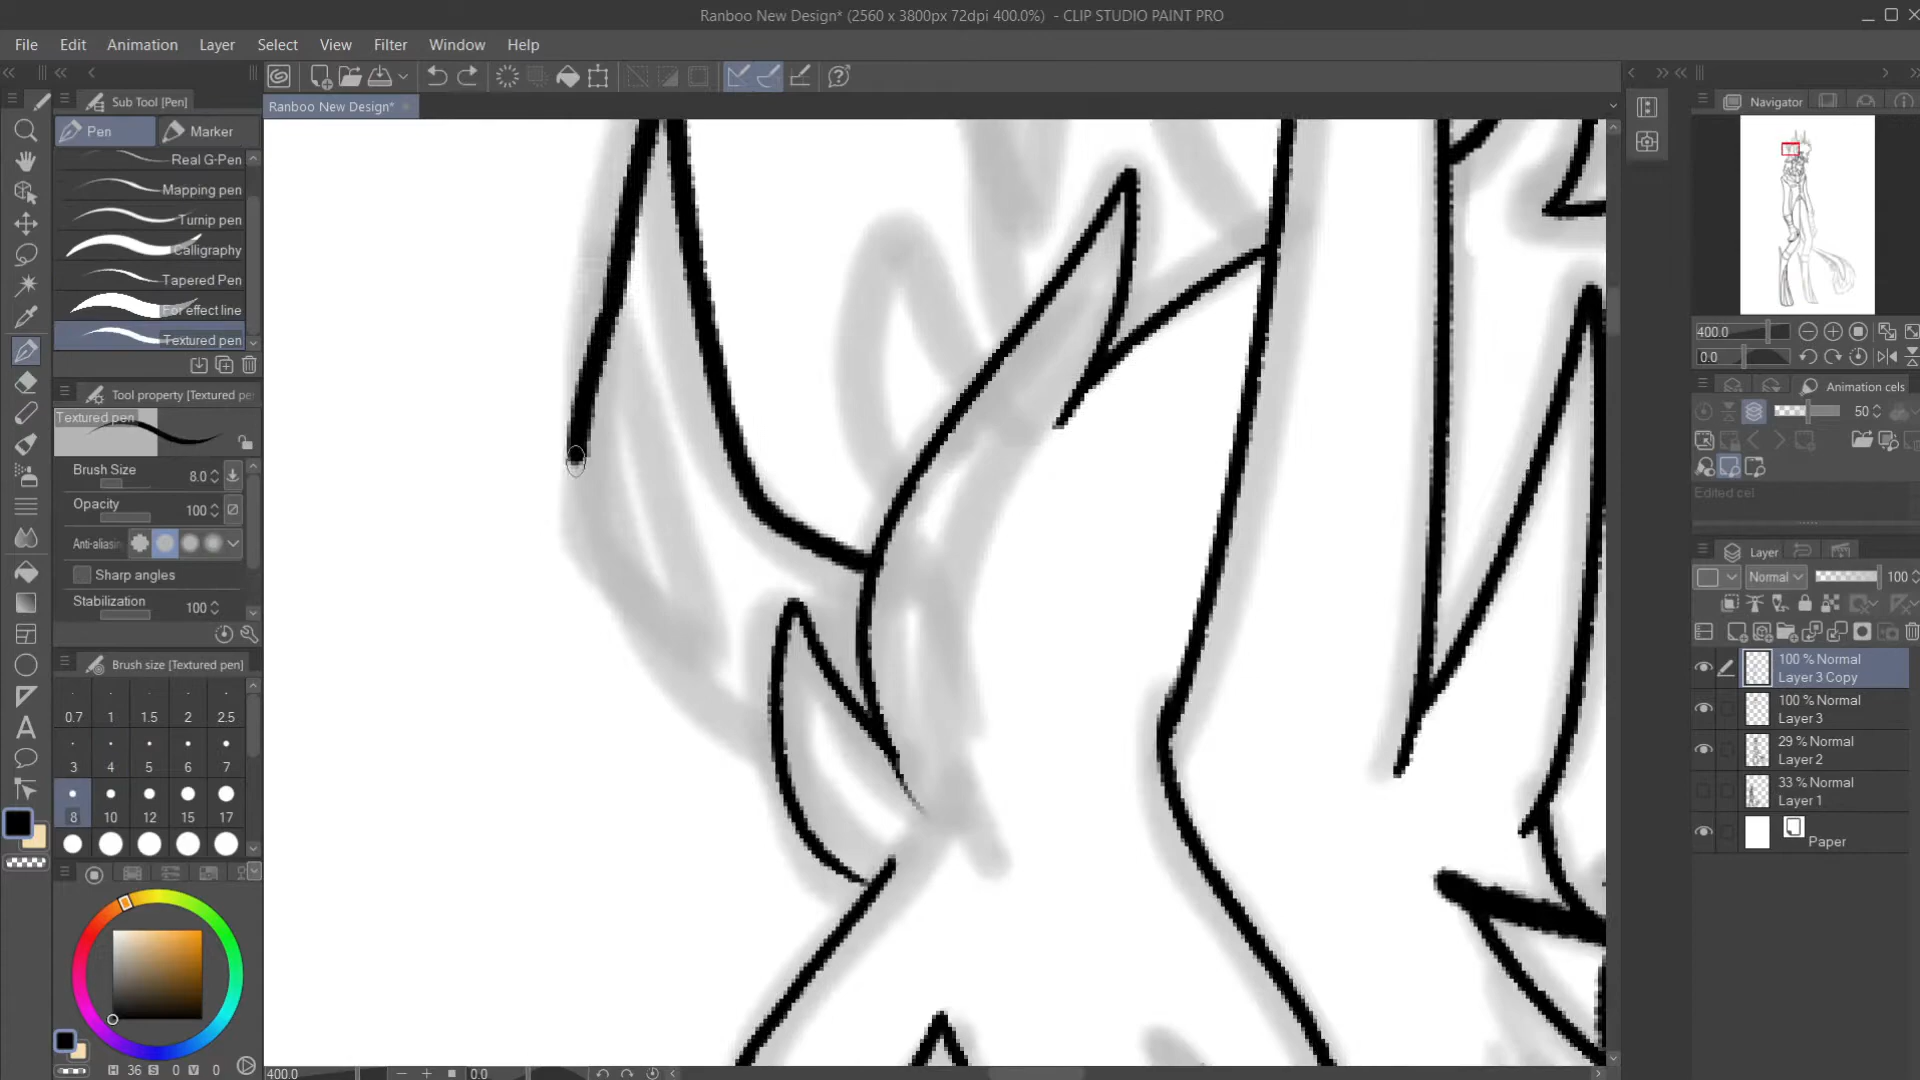 Ranboo New Design* (2560 x 3800px 72dpi 400.0%) - CLIP STUDIO PAINT PRO
File Edit Animation Layer Select View Filter Window Help
Sub Tool [Pen]
Ranboo New Design*
Navigator
Pen Marker
Real G-Pen
Mapping pen
Turnip pen
Calligraphy
Tapered Pen
For effect line
Textured pen
400.0
0.0
Tool property [Textured pe
Animation cels
Textured pen
50
Brush Size 8.0
Edited cel
Opacity 100
Anti-aliasin
Layer
Sharp angles
Normal 100
Stabilization 100
Brush size [Textured pen]
100 % Normal
Layer 3 Copy
0.7 1 1.5 2 2.5
100 % Normal
Layer 3
3 4 5 6 7
29 % Normal
Layer 2
8 10 12 15 17
33 % Normal
Layer 1
Paper
H 36 S 0 V 0
400.0 0.0